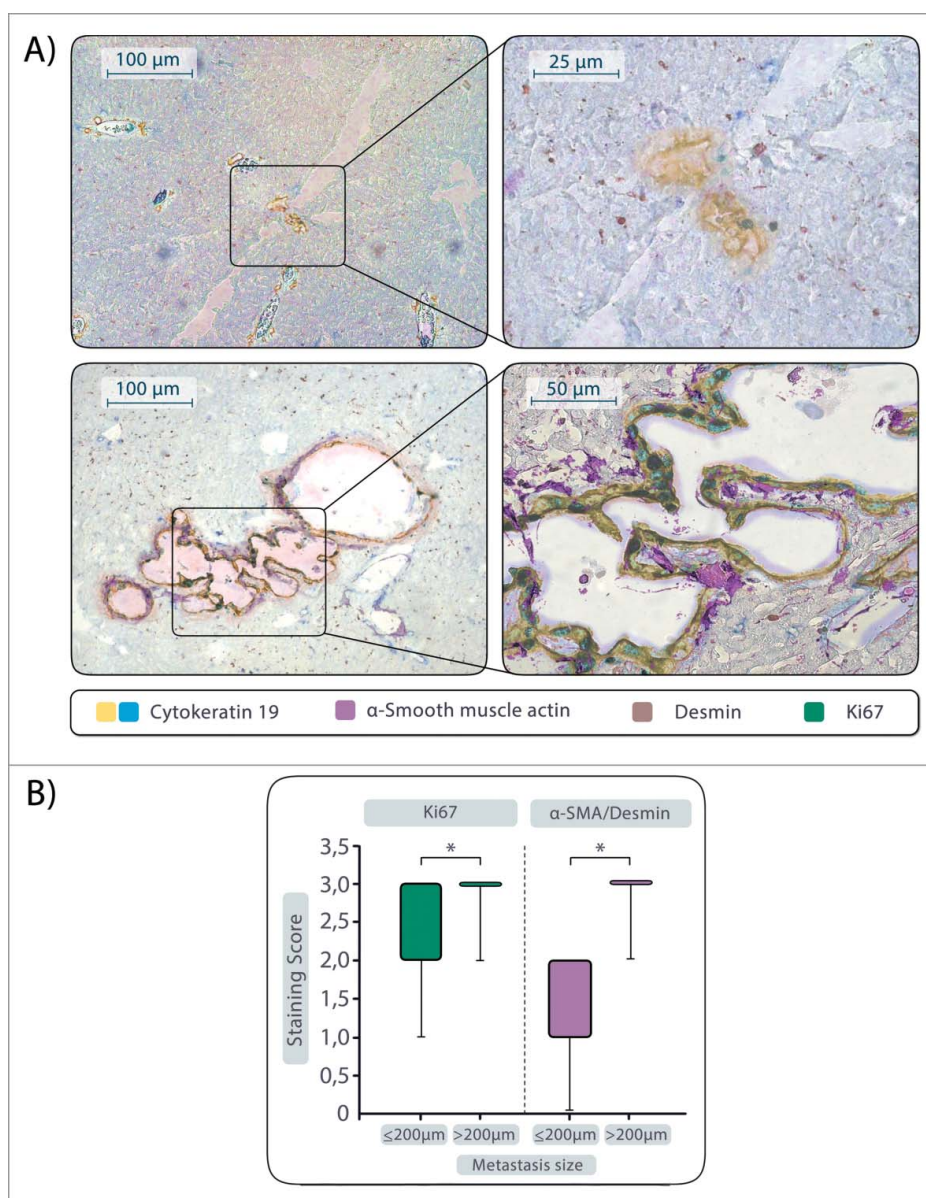 A)
100 µm
25 µm
100 µm
50 µm
Cytokeratin 19
α-Smooth muscle actin
Desmin
Ki67
B)
Ki67
α-SMA/Desmin
*
*
3,5
3,0
2,0
1,5
1,0
0,5
0
Staining Score
≤200µm
>200µm
≤200µm
>200µm
Metastasis size